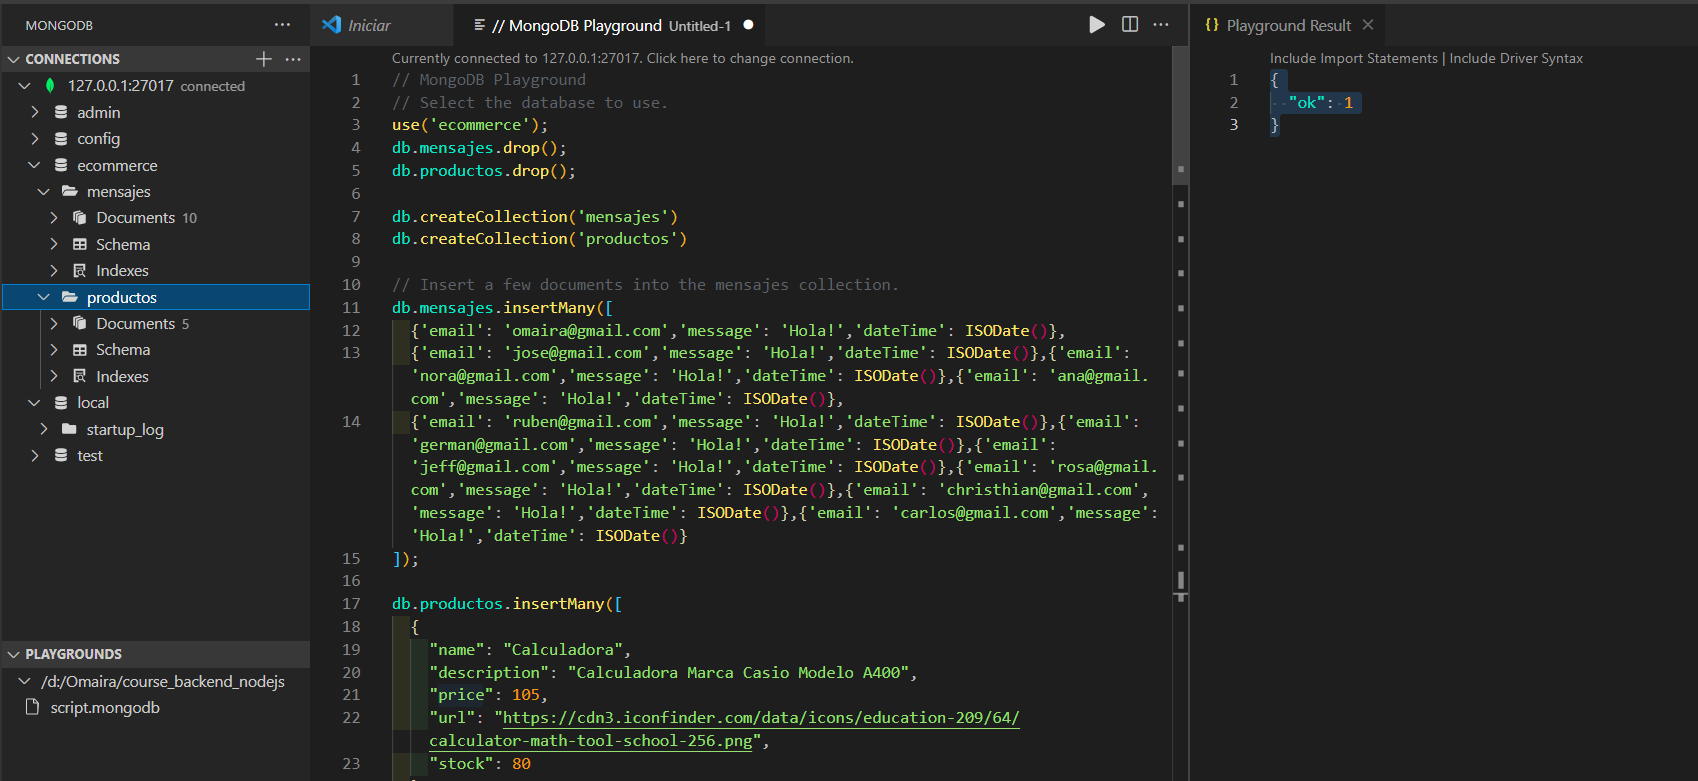 MONGODB
CONNECTIONS
127.0.0.1:27017 connected
admin
config
ecommerce
mensajes
Documents 10
Schema
Indexes
productos
Documents 5
Schema
Indexes
local
startup_log
test
PLAYGROUNDS
/d:/Omaira/course_backend_nodejs
script.mongodb
Iniciar
// MongoDB Playground Untitled-1
Currently connected to 127.0.0.1:27017. Click here to change connection.
1 // MongoDB Playground
2 // Select the database to use.
3 use('ecommerce');
4 db.mensajes.drop();
5 db.productos.drop();
6
7 db.createCollection('mensajes')
8 db.createCollection('productos')
9
10 // Insert a few documents into the mensajes collection.
11 db.mensajes.insertMany([
12 {'email': 'omaira@gmail.com','message': 'Hola!','dateTime': ISODate()},
13 {'email': 'jose@gmail.com','message': 'Hola!','dateTime': ISODate()},{'email':
'nora@gmail.com','message': 'Hola!','dateTime': ISODate()},{'email': 'ana@gmail.
com','message': 'Hola!','dateTime': ISODate()},
14 {'email': 'ruben@gmail.com','message': 'Hola!','dateTime': ISODate()},{'email':
'german@gmail.com','message': 'Hola!','dateTime': ISODate()},{'email':
'jeff@gmail.com','message': 'Hola!','dateTime': ISODate()},{'email': 'rosa@gmail.
com','message': 'Hola!','dateTime': ISODate()},{'email': 'christhian@gmail.com',
'message': 'Hola!','dateTime': ISODate()},{'email': 'carlos@gmail.com','message':
'Hola!','dateTime': ISODate()}
15 ]);
16
17 db.productos.insertMany([
18 {
19 "name": "Calculadora",
20 "description": "Calculadora Marca Casio Modelo A400",
21 "price": 105,
22 "url": "https://cdn3.iconfinder.com/data/icons/education-209/64/
calculator-math-tool-school-256.png",
23 "stock": 80
Playground Result
Include Import Statements | Include Driver Syntax
1 {
2 "ok": 1
3 }